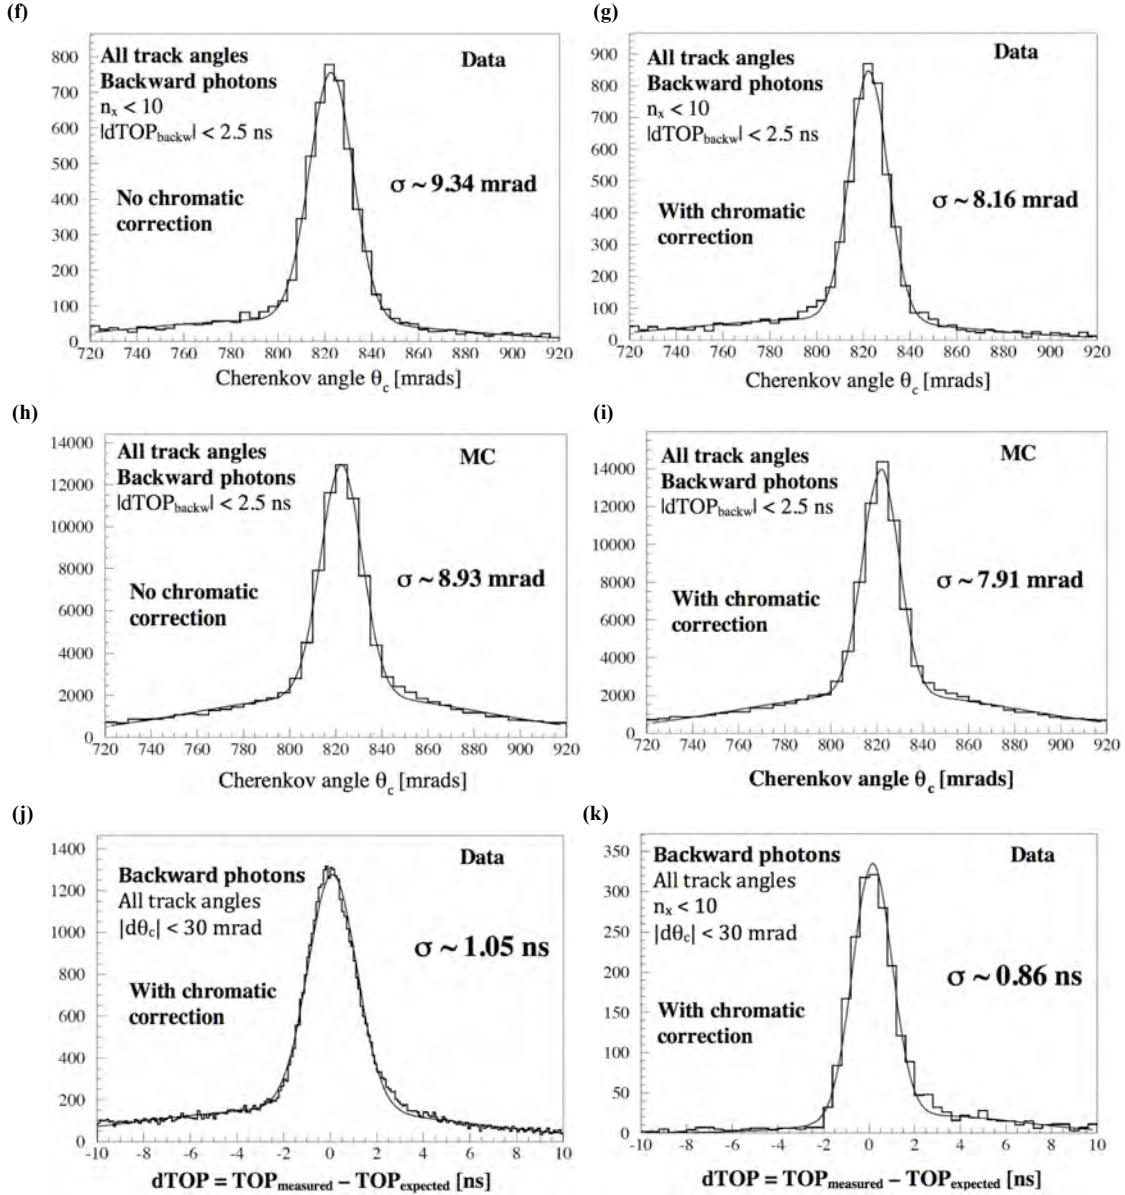 (f)
800
700
600
500
400
300
200
100
0
All track angles
Backward photons
nₓ < 10
|dTOP_backw| < 2.5 ns
Data
No chromatic
correction
σ ~ 9.34 mrad
720 740 760 780 800 820 840 860 880 900 920
Cherenkov angle θ_c [mrads]
(g)
900
800
700
600
500
400
300
200
100
0
All track angles
Backward photons
nₓ < 10
|dTOP_backw| < 2.5 ns
Data
With chromatic
correction
σ ~ 8.16 mrad
720 740 760 780 800 820 840 860 880 900 920
Cherenkov angle θ_c [mrads]
(h)
14000
12000
10000
8000
6000
4000
2000
0
All track angles
Backward photons
|dTOP_backw| < 2.5 ns
MC
No chromatic
correction
σ ~ 8.93 mrad
720 740 760 780 800 820 840 860 880 900 920
Cherenkov angle θ_c [mrads]
(i)
14000
12000
10000
8000
6000
4000
2000
0
All track angles
Backward photons
|dTOP_backw| < 2.5 ns
MC
With chromatic
correction
σ ~ 7.91 mrad
720 740 760 780 800 820 840 860 880 900 920
Cherenkov angle θ_c [mrads]
(j)
1400
1200
1000
800
600
400
200
0
Backward photons
All track angles
|dθ_c| < 30 mrad
Data
With chromatic
correction
σ ~ 1.05 ns
-10 -8 -6 -4 -2 0 2 4 6 8 10
dTOP = TOP_measured – TOP_expected [ns]
(k)
350
300
250
200
150
100
50
0
Backward photons
All track angles
nₓ < 10
|dθ_c| < 30 mrad
Data
With chromatic
correction
σ ~ 0.86 ns
-10 -8 -6 -4 -2 0 2 4 6 8 10
dTOP = TOP_measured – TOP_expected [ns]